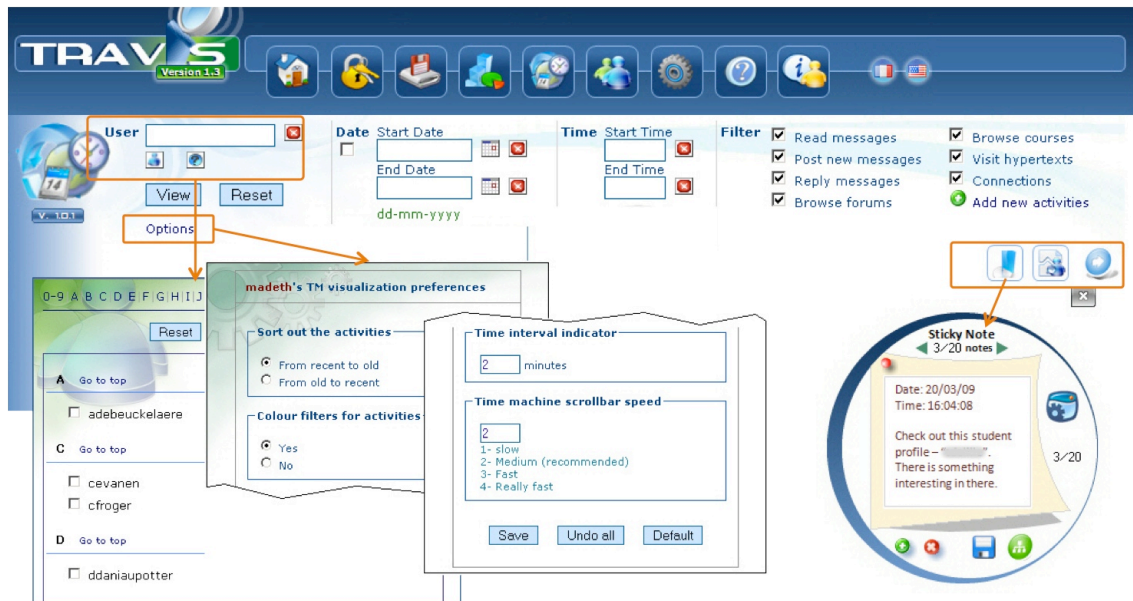 TRAVIS
Version 1.3
User
View Reset
Options
V. 1.0.1
14
Date Start Date
End Date
dd-mm-yyyy
Time Start Time
End Time
Filter
Read messages
Post new messages
Reply messages
Browse forums
Browse courses
Visit hypertexts
Connections
Add new activities
0-9 A B C D E F|G|H|I|J
Reset
A Go to top
adebeuckelaere
C Go to top
cevanen
cfroger
D Go to top
ddaniaupotter
madeth's TM visualization preferences
Sort out the activities
From recent to old
From old to recent
Colour filters for activities
Yes
No
Time interval indicator
2 minutes
Time machine scrollbar speed
2
1- slow
2- Medium (recommended)
3- Fast
4- Really fast
Save Undo all Default
Sticky Note
3/20 notes
Date: 20/03/09
Time: 16:04:08
Check out this student
profile – “ ”.
There is something
interesting in there.
3/20